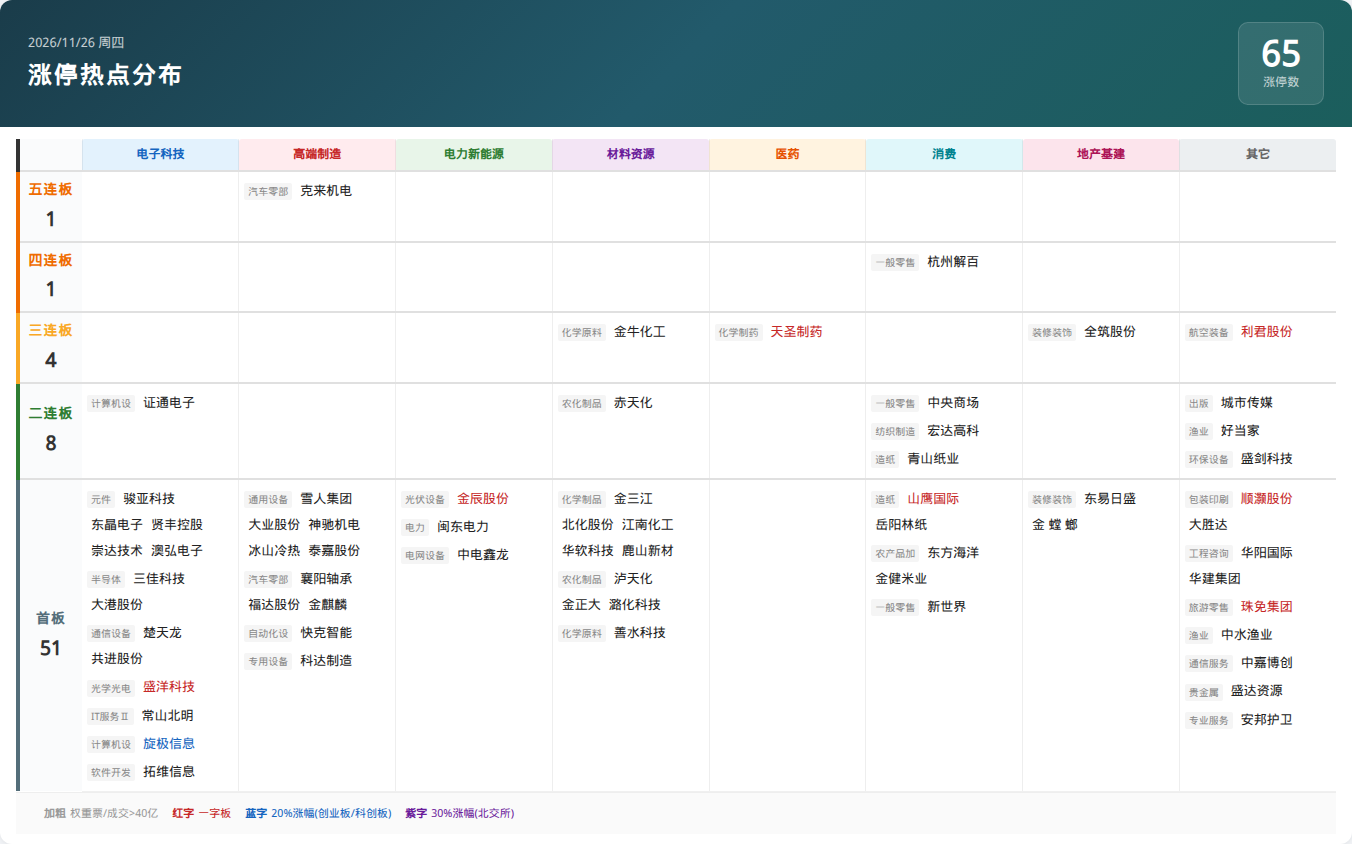 2026/11/26 周四
涨停热点分布
65
涨停数
电子科技 高端制造 电力新能源 材料资源 医药 消费 地产基建 其它
五连板
1
汽车零部 克来机电
四连板
1
一般零售 杭州解百
三连板
4
化学原料 金牛化工
化学制药 天圣制药
装修装饰 全筑股份
航空装备 利君股份
二连板
8
计算机设 证通电子
农化制品 赤天化
一般零售 中央商场
纺织制造 宏达高科
造纸 青山纸业
出版 城市传媒
渔业 好当家
环保设备 盛剑科技
首板
51
元件 骏亚科技
东晶电子 贤丰控股
崇达技术 澳弘电子
半导体 三佳科技
大港股份
通信设备 楚天龙
共进股份
光学光电 盛洋科技
IT服务Ⅱ 常山北明
计算机设 旋极信息
软件开发 拓维信息
通用设备 雪人集团
大业股份 神驰机电
冰山冷热 泰嘉股份
汽车零部 襄阳轴承
福达股份 金麒麟
自动化设 快克智能
专用设备 科达制造
光伏设备 金辰股份
电力 闽东电力
电网设备 中电鑫龙
化学制品 金三江
北化股份 江南化工
华软科技 鹿山新材
农化制品 泸天化
金正大 潞化科技
化学原料 善水科技
造纸 山鹰国际
岳阳林纸
农产品加 东方海洋
金健米业
一般零售 新世界
装修装饰 东易日盛
金 螳 螂
包装印刷 顺灏股份
大胜达
工程咨询 华阳国际
华建集团
旅游零售 珠免集团
渔业 中水渔业
通信服务 中嘉博创
贵金属 盛达资源
专业服务 安邦护卫
加粗 权重票/成交>40亿 红字 一字板 蓝字 20%涨幅(创业板/科创板) 紫字 30%涨幅(北交所)